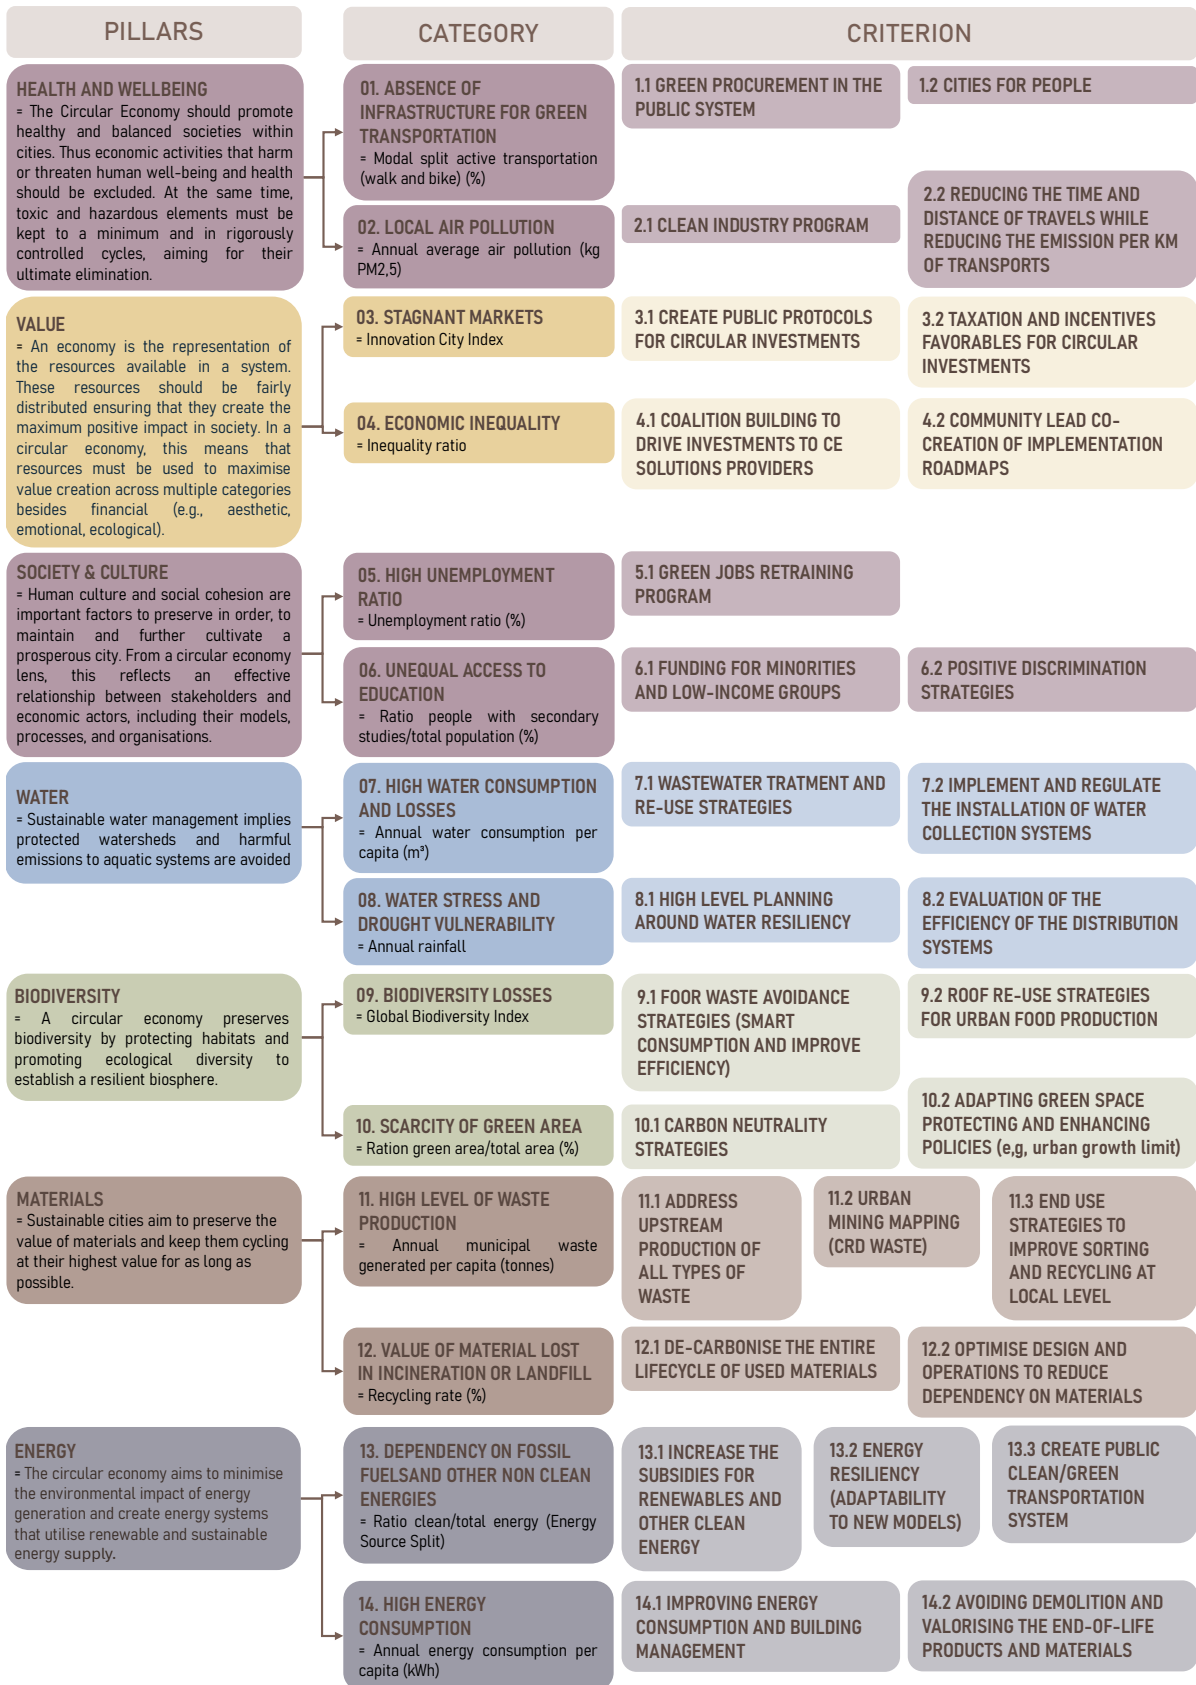 PILLARS
CATEGORY
CRITERION
HEALTH AND WELLBEING
= The Circular Economy should promote
healthy and balanced societies within
cities. Thus economic activities that harm
or threaten human well-being and health
should be excluded. At the same time,
toxic and hazardous elements must be
kept to a minimum and in rigorously
controlled cycles, aiming for their
ultimate elimination.
01. ABSENCE OF
INFRASTRUCTURE FOR GREEN
TRANSPORTATION
= Modal split active transportation
(walk and bike) (%)
1.1 GREEN PROCUREMENT IN THE
PUBLIC SYSTEM
1.2 CITIES FOR PEOPLE
02. LOCAL AIR POLLUTION
= Annual average air pollution (kg
PM2,5)
2.1 CLEAN INDUSTRY PROGRAM
2.2 REDUCING THE TIME AND
DISTANCE OF TRAVELS WHILE
REDUCING THE EMISSION PER KM
OF TRANSPORTS
VALUE
= An economy is the representation of
the resources available in a system.
These resources should be fairly
distributed ensuring that they create the
maximum positive impact in society. In a
circular economy, this means that
resources must be used to maximise
value creation across multiple categories
besides financial (e.g., aesthetic,
emotional, ecological).
03. STAGNANT MARKETS
= Innovation City Index
3.1 CREATE PUBLIC PROTOCOLS
FOR CIRCULAR INVESTMENTS
3.2 TAXATION AND INCENTIVES
FAVORABLES FOR CIRCULAR
INVESTMENTS
04. ECONOMIC INEQUALITY
= Inequality ratio
4.1 COALITION BUILDING TO
DRIVE INVESTMENTS TO CE
SOLUTIONS PROVIDERS
4.2 COMMUNITY LEAD CO-
CREATION OF IMPLEMENTATION
ROADMAPS
SOCIETY & CULTURE
= Human culture and social cohesion are
important factors to preserve in order, to
maintain and further cultivate a
prosperous city. From a circular economy
lens, this reflects an effective
relationship between stakeholders and
economic actors, including their models,
processes, and organisations.
05. HIGH UNEMPLOYMENT
RATIO
= Unemployment ratio (%)
5.1 GREEN JOBS RETRAINING
PROGRAM
06. UNEQUAL ACCESS TO
EDUCATION
= Ratio people with secondary
studies/total population (%)
6.1 FUNDING FOR MINORITIES
AND LOW-INCOME GROUPS
6.2 POSITIVE DISCRIMINATION
STRATEGIES
WATER
= Sustainable water management implies
protected watersheds and harmful
emissions to aquatic systems are avoided
07. HIGH WATER CONSUMPTION
AND LOSSES
= Annual water consumption per
capita (m³)
7.1 WASTEWATER TRATMENT AND
RE-USE STRATEGIES
7.2 IMPLEMENT AND REGULATE
THE INSTALLATION OF WATER
COLLECTION SYSTEMS
08. WATER STRESS AND
DROUGHT VULNERABILITY
= Annual rainfall
8.1 HIGH LEVEL PLANNING
AROUND WATER RESILIENCY
8.2 EVALUATION OF THE
EFFICIENCY OF THE DISTRIBUTION
SYSTEMS
BIODIVERSITY
= A circular economy preserves
biodiversity by protecting habitats and
promoting ecological diversity to
establish a resilient biosphere.
09. BIODIVERSITY LOSSES
= Global Biodiversity Index
9.1 FOOR WASTE AVOIDANCE
STRATEGIES (SMART
CONSUMPTION AND IMPROVE
EFFICIENCY)
9.2 ROOF RE-USE STRATEGIES
FOR URBAN FOOD PRODUCTION
10. SCARCITY OF GREEN AREA
= Ration green area/total area (%)
10.1 CARBON NEUTRALITY
STRATEGIES
10.2 ADAPTING GREEN SPACE
PROTECTING AND ENHANCING
POLICIES (e,g, urban growth limit)
MATERIALS
= Sustainable cities aim to preserve the
value of materials and keep them cycling
at their highest value for as long as
possible.
11. HIGH LEVEL OF WASTE
PRODUCTION
= Annual municipal waste
generated per capita (tonnes)
11.1 ADDRESS
UPSTREAM
PRODUCTION OF
ALL TYPES OF
WASTE
11.2 URBAN
MINING MAPPING
(CRD WASTE)
11.3 END USE
STRATEGIES TO
IMPROVE SORTING
AND RECYCLING AT
LOCAL LEVEL
12. VALUE OF MATERIAL LOST
IN INCINERATION OR LANDFILL
= Recycling rate (%)
12.1 DE-CARBONISE THE ENTIRE
LIFECYCLE OF USED MATERIALS
12.2 OPTIMISE DESIGN AND
OPERATIONS TO REDUCE
DEPENDENCY ON MATERIALS
ENERGY
= The circular economy aims to minimise
the environmental impact of energy
generation and create energy systems
that utilise renewable and sustainable
energy supply.
13. DEPENDENCY ON FOSSIL
FUELSAND OTHER NON CLEAN
ENERGIES
= Ratio clean/total energy (Energy
Source Split)
13.1 INCREASE THE
SUBSIDIES FOR
RENEWABLES AND
OTHER CLEAN
ENERGY
13.2 ENERGY
RESILIENCY
(ADAPTABILITY
TO NEW MODELS)
13.3 CREATE PUBLIC
CLEAN/GREEN
TRANSPORTATION
SYSTEM
14. HIGH ENERGY
CONSUMPTION
= Annual energy consumption per
capita (kWh)
14.1 IMPROVING ENERGY
CONSUMPTION AND BUILDING
MANAGEMENT
14.2 AVOIDING DEMOLITION AND
VALORISING THE END-OF-LIFE
PRODUCTS AND MATERIALS